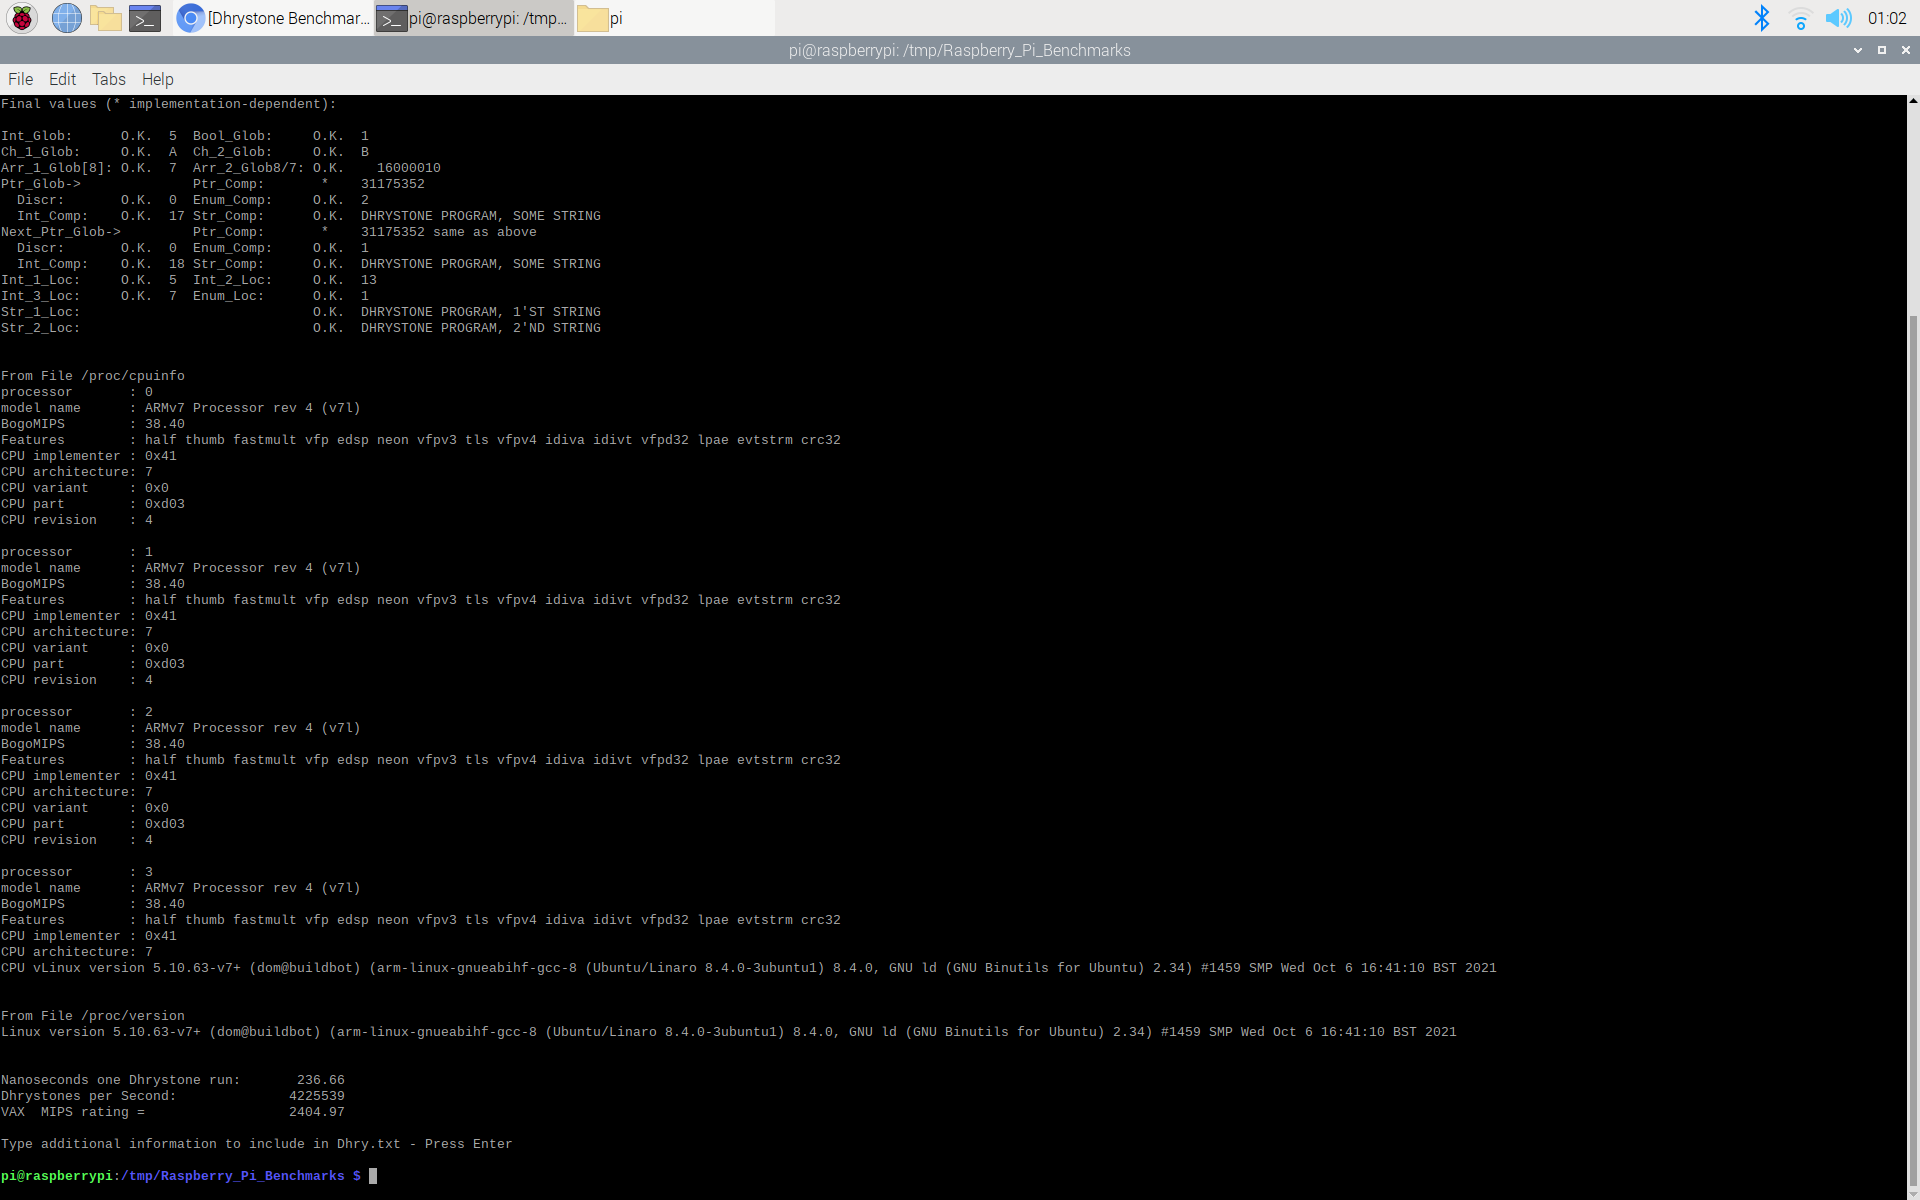 [Dhrystone Benchmar... pi@raspberrypi: /tmp... pi 01:02
pi@raspberrypi: /tmp/Raspberry_Pi_Benchmarks
File Edit Tabs Help
Final values (* implementation-dependent):
Int_Glob:      O.K.  5  Bool_Glob:     O.K.  1
Ch_1_Glob:     O.K.  A  Ch_2_Glob:     O.K.  B
Arr_1_Glob[8]: O.K.  7  Arr_2_Glob8/7: O.K.    16000010
Ptr_Glob->              Ptr_Comp:       *    31175352
  Discr:       O.K.  0  Enum_Comp:     O.K.  2
  Int_Comp:    O.K.  17 Str_Comp:      O.K.  DHRYSTONE PROGRAM, SOME STRING
Next_Ptr_Glob->         Ptr_Comp:       *    31175352 same as above
  Discr:       O.K.  0  Enum_Comp:     O.K.  1
  Int_Comp:    O.K.  18 Str_Comp:      O.K.  DHRYSTONE PROGRAM, SOME STRING
Int_1_Loc:     O.K.  5  Int_2_Loc:     O.K.  13
Int_3_Loc:     O.K.  7  Enum_Loc:      O.K.  1
Str_1_Loc:                             O.K.  DHRYSTONE PROGRAM, 1'ST STRING
Str_2_Loc:                             O.K.  DHRYSTONE PROGRAM, 2'ND STRING
From File /proc/cpuinfo
processor       : 0
model name      : ARMv7 Processor rev 4 (v7l)
BogoMIPS        : 38.40
Features        : half thumb fastmult vfp edsp neon vfpv3 tls vfpv4 idiva idivt vfpd32 lpae evtstrm crc32
CPU implementer : 0x41
CPU architecture: 7
CPU variant     : 0x0
CPU part        : 0xd03
CPU revision    : 4
processor       : 1
model name      : ARMv7 Processor rev 4 (v7l)
BogoMIPS        : 38.40
Features        : half thumb fastmult vfp edsp neon vfpv3 tls vfpv4 idiva idivt vfpd32 lpae evtstrm crc32
CPU implementer : 0x41
CPU architecture: 7
CPU variant     : 0x0
CPU part        : 0xd03
CPU revision    : 4
processor       : 2
model name      : ARMv7 Processor rev 4 (v7l)
BogoMIPS        : 38.40
Features        : half thumb fastmult vfp edsp neon vfpv3 tls vfpv4 idiva idivt vfpd32 lpae evtstrm crc32
CPU implementer : 0x41
CPU architecture: 7
CPU variant     : 0x0
CPU part        : 0xd03
CPU revision    : 4
processor       : 3
model name      : ARMv7 Processor rev 4 (v7l)
BogoMIPS        : 38.40
Features        : half thumb fastmult vfp edsp neon vfpv3 tls vfpv4 idiva idivt vfpd32 lpae evtstrm crc32
CPU implementer : 0x41
CPU architecture: 7
CPU vLinux version 5.10.63-v7+ (dom@buildbot) (arm-linux-gnueabihf-gcc-8 (Ubuntu/Linaro 8.4.0-3ubuntu1) 8.4.0, GNU ld (GNU Binutils for Ubuntu) 2.34) #1459 SMP Wed Oct 6 16:41:10 BST 2021
From File /proc/version
Linux version 5.10.63-v7+ (dom@buildbot) (arm-linux-gnueabihf-gcc-8 (Ubuntu/Linaro 8.4.0-3ubuntu1) 8.4.0, GNU ld (GNU Binutils for Ubuntu) 2.34) #1459 SMP Wed Oct 6 16:41:10 BST 2021
Nanoseconds one Dhrystone run:       236.66
Dhrystones per Second:              4225539
VAX  MIPS rating =                  2404.97
Type additional information to include in Dhry.txt - Press Enter
pi@raspberrypi:/tmp/Raspberry_Pi_Benchmarks $